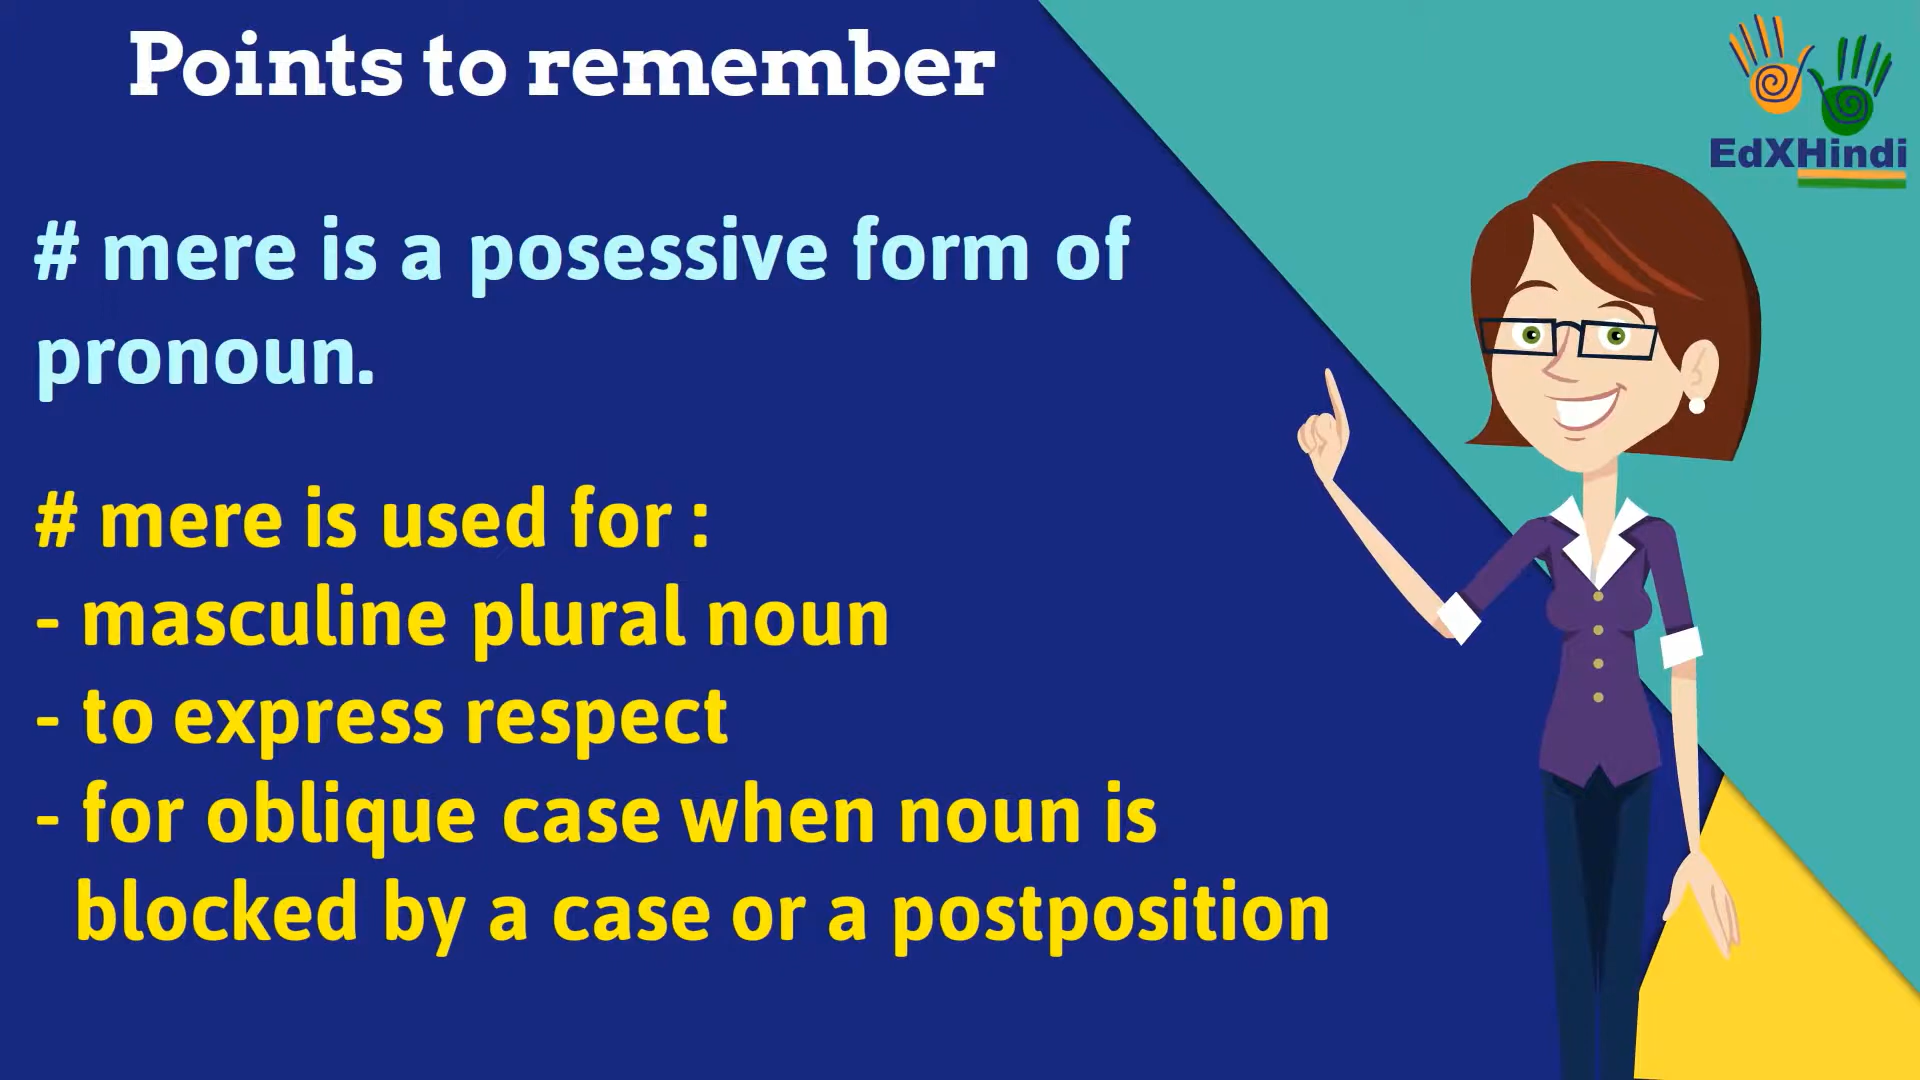 Points to remember
EdXHindi
# mere is a posessive form of
pronoun.
# mere is used for :
- masculine plural noun
- to express respect
- for oblique case when noun is
blocked by a case or a postposition